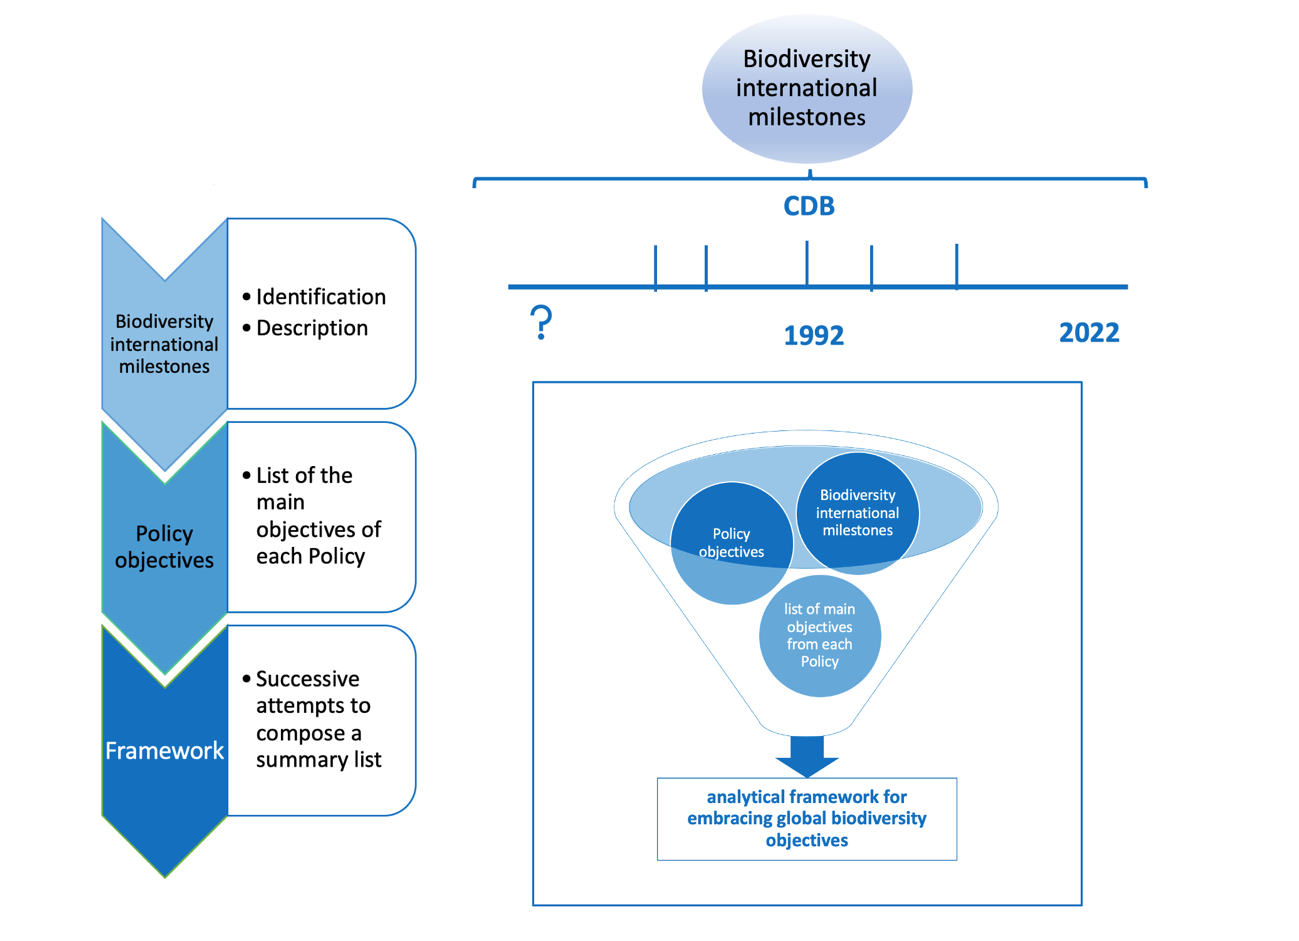 Biodiversity
international
milestones
CDB
?
1992
2022
Biodiversity
international
milestones
• Identification
• Description
Policy
objectives
• List of the
main
objectives of
each Policy
Framework
• Successive
attempts to
compose a
summary list
Policy
objectives
Biodiversity
international
milestones
list of main
objectives
from each
Policy
analytical framework for
embracing global biodiversity
objectives